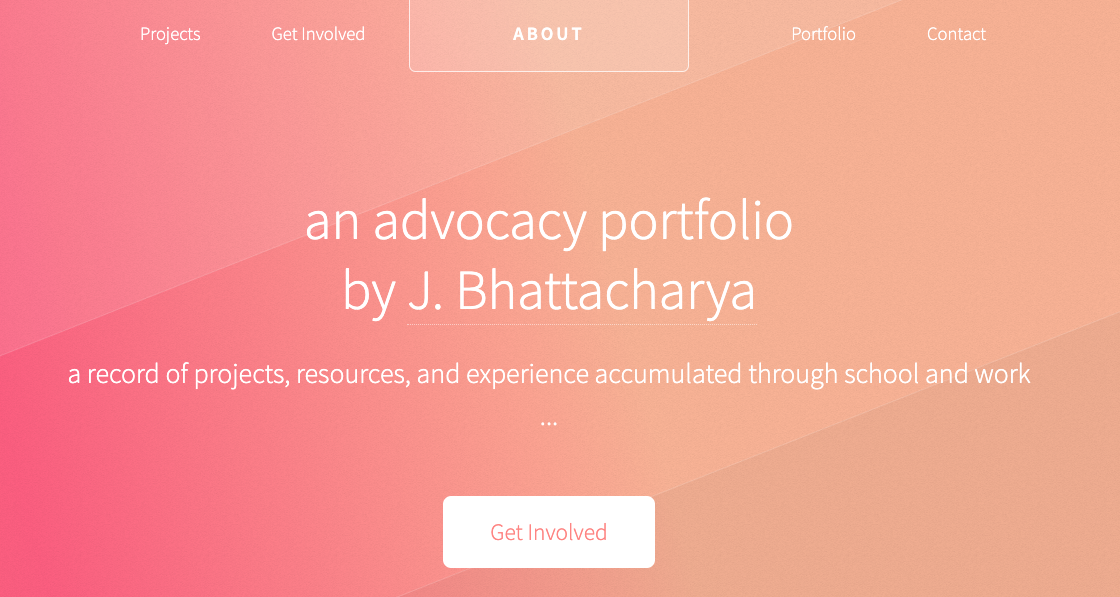 Projects Get Involved ABOUT Portfolio Contact
an advocacy portfolio
by J. Bhattacharya
a record of projects, resources, and experience accumulated through school and work
...
Get Involved